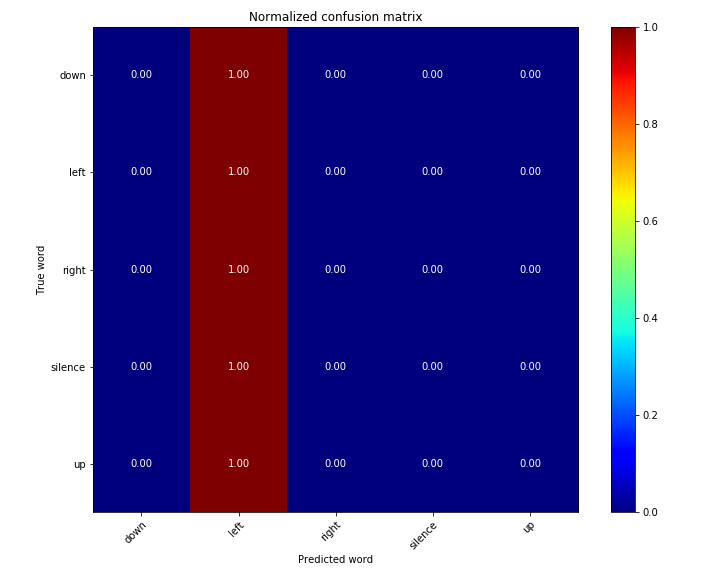 Normalized confusion matrix
down 0.00 1.00 0.00 0.00 0.00
left 0.00 1.00 0.00 0.00 0.00
right 0.00 1.00 0.00 0.00 0.00
silence 0.00 1.00 0.00 0.00 0.00
up 0.00 1.00 0.00 0.00 0.00
True word
down left right silence up
Predicted word
1.0
0.8
0.6
0.4
0.2
0.0